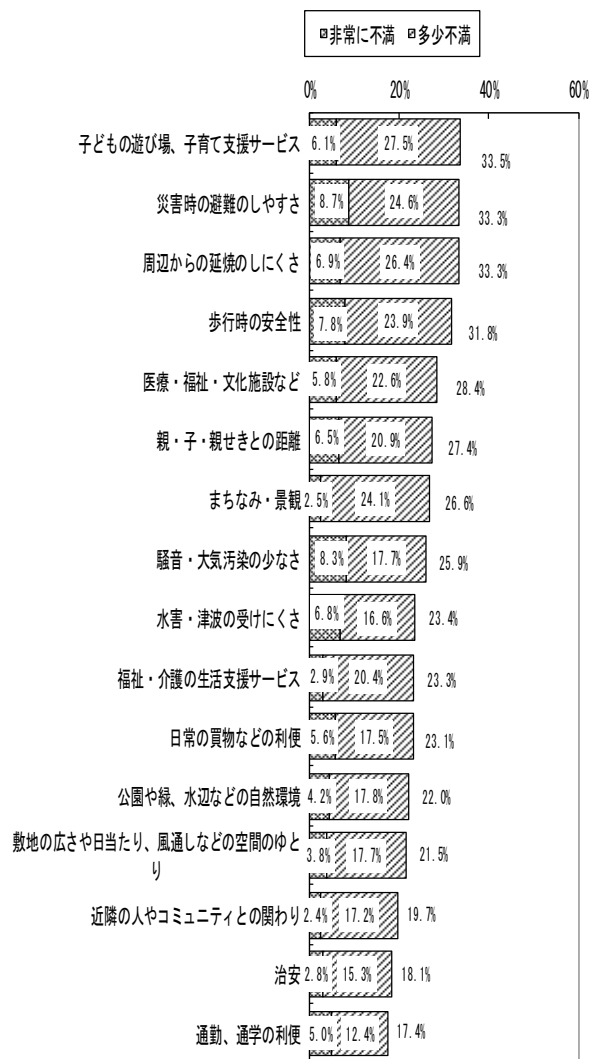 非常に不満 多少不満
0% 20% 40% 60%
子どもの遊び場、子育て支援サービス 6.1% 27.5% 33.5%
災害時の避難のしやすさ 8.7% 24.6% 33.3%
周辺からの延焼のしにくさ 6.9% 26.4% 33.3%
歩行時の安全性 7.8% 23.9% 31.8%
医療・福祉・文化施設など 5.8% 22.6% 28.4%
親・子・親せきとの距離 6.5% 20.9% 27.4%
まちなみ・景観 2.5% 24.1% 26.6%
騒音・大気汚染の少なさ 8.3% 17.7% 25.9%
水害・津波の受けにくさ 6.8% 16.6% 23.4%
福祉・介護の生活支援サービス 2.9% 20.4% 23.3%
日常の買物などの利便 5.6% 17.5% 23.1%
公園や緑、水辺などの自然環境 4.2% 17.8% 22.0%
敷地の広さや日当たり、風通しなどの空間のゆと
り 3.8% 17.7% 21.5%
近隣の人やコミュニティとの関わり 2.4% 17.2% 19.7%
治安 2.8% 15.3% 18.1%
通勤、通学の利便 5.0% 12.4% 17.4%